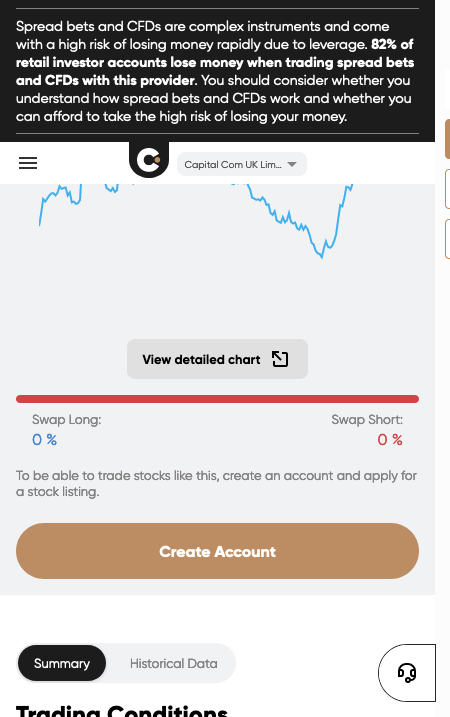 Spread bets and CFDs are complex instruments and come
with a high risk of losing money rapidly due to leverage. 82% of
retail investor accounts lose money when trading spread bets
and CFDs with this provider. You should consider whether you
understand how spread bets and CFDs work and whether you
can afford to take the high risk of losing your money.
Capital Com UK Lim...
View detailed chart
Swap Long:
Swap Short:
0 %
0 %
To be able to trade stocks like this, create an account and apply for
a stock listing.
Create Account
Summary
Historical Data
Trading Conditions